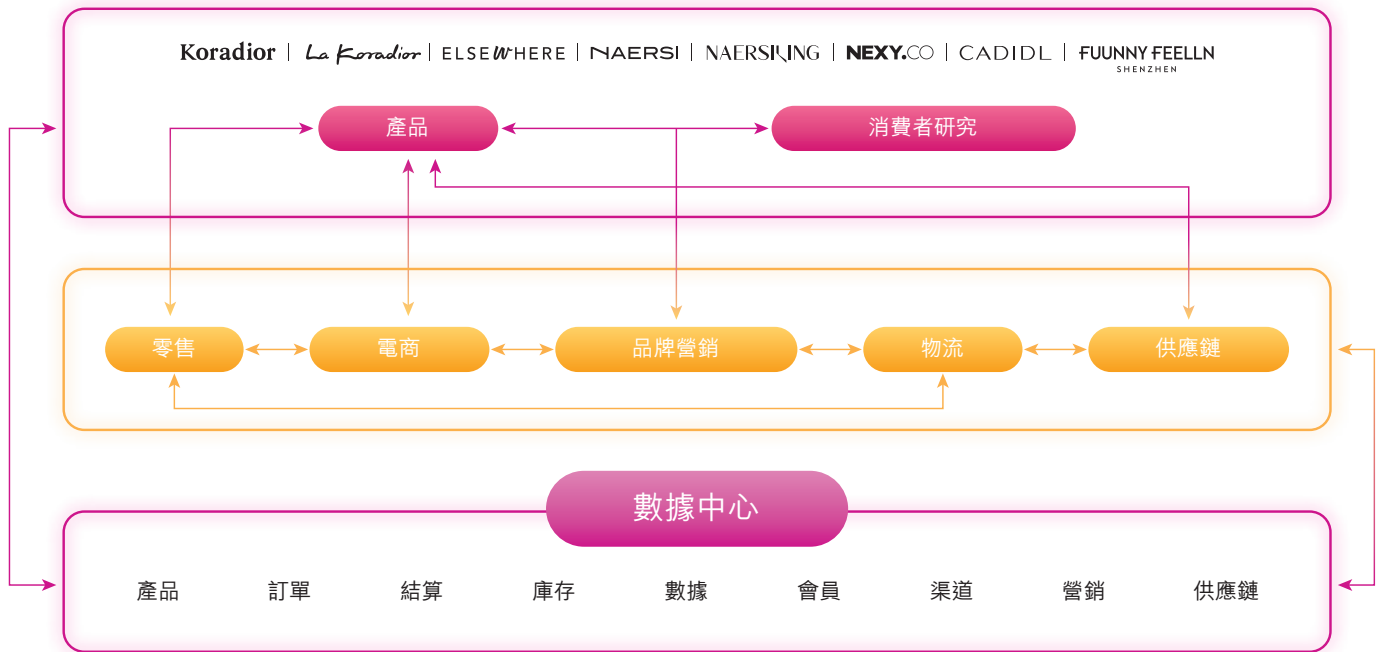 Koradior | La Koradior | ELSEWHERE | NAERSI | NAERSILING | NEXY.CO | CADIDL | FUUNNY FEELLN
SHENZHEN
產品 消費者研究
零售 電商 品牌營銷 物流 供應鏈
數據中心
產品 訂單 結算 庫存 數據 會員 渠道 營銷 供應鏈